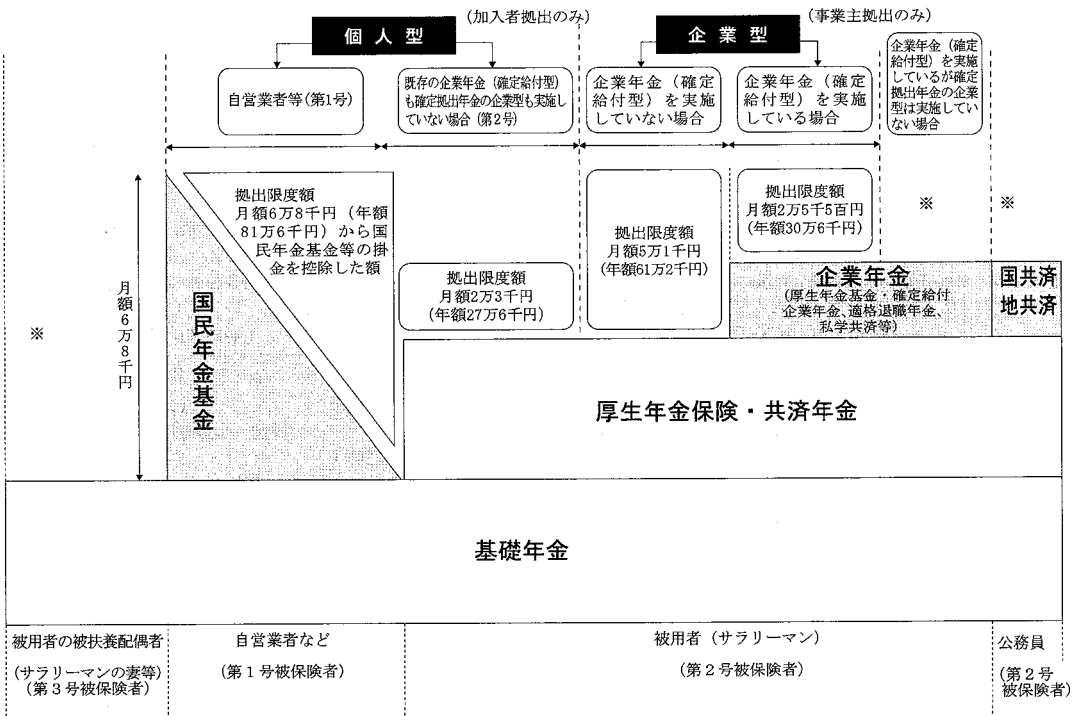 (加入者拠出のみ)
個人型
(事業主拠出のみ)
企業型
自営業者等(第1号)
既存の企業年金(確定給付型)
も確定拠出年金の企業型も実施し
ていない場合(第2号)
企業年金(確定
給付型)を実施
していない場合
企業年金(確定
給付型)を実施
している場合
企業年金(確定
給付型)を実施
しているが確定
拠出年金の企業
型は実施してい
ない場合
拠出限度額
月額6万8千円(年額
81万6千円)から国
民年金基金等の掛
金を控除した額
拠出限度額
月額2万3千円
(年額27万6千円)
拠出限度額
月額5万1千円
(年額61万2千円)
拠出限度額
月額2万5千5百円
(年額30万6千円)
※
※
※
月額6万8千円
国民年金基金
企業年金
(厚生年金基金・確定給付
企業年金、適格退職年金、
私学共済等)
国共済
地共済
厚生年金保険・共済年金
基礎年金
被用者の被扶養配偶者
(サラリーマンの妻等)
(第3号被保険者)
自営業者など
(第1号被保険者)
被用者(サラリーマン)
(第2号被保険者)
公務員
(第2号
被保険者)